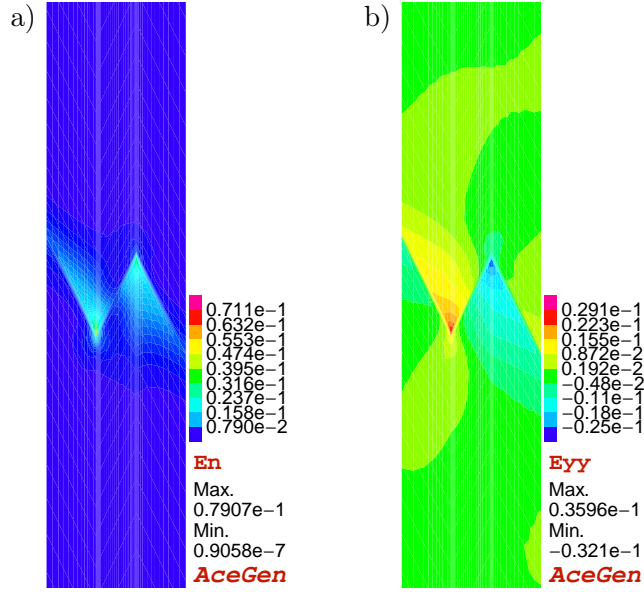 a)
0.711e−1
0.632e−1
0.553e−1
0.474e−1
0.395e−1
0.316e−1
0.237e−1
0.158e−1
0.790e−2
En
Max.
0.7907e−1
Min.
0.9058e−7
AceGen
b)
0.291e−1
0.223e−1
0.155e−1
0.872e−2
0.192e−2
−0.48e−2
−0.11e−1
−0.18e−1
−0.25e−1
Eyy
Max.
0.3596e−1
Min.
−0.321e−1
AceGen